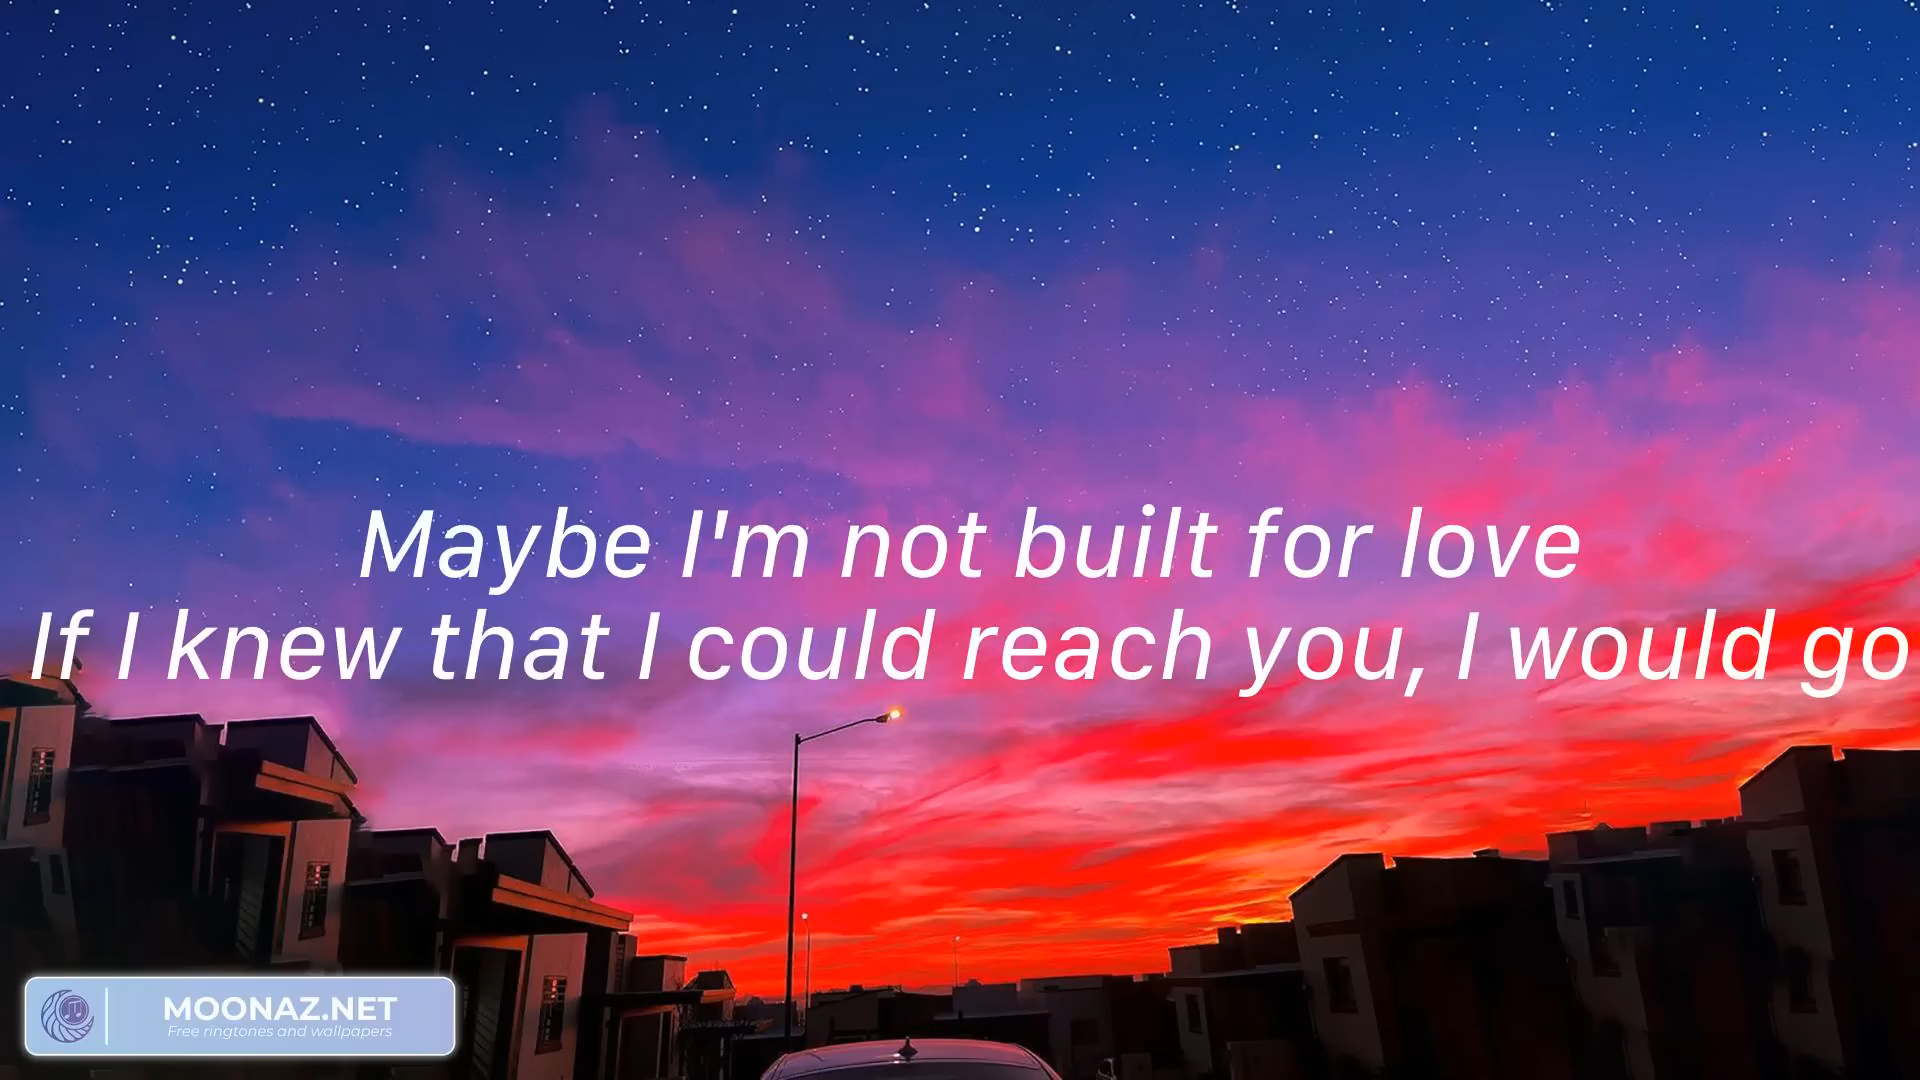 Maybe I'm not built for love
If I knew that I could reach you, I would go
MOONAZ.NET
Free ringtones and wallpapers